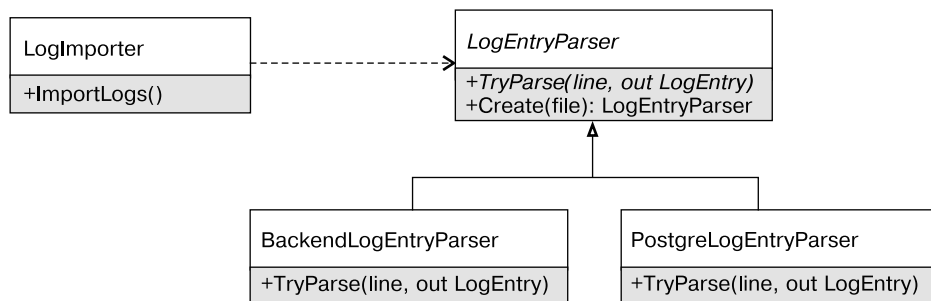 LogImporter
+ImportLogs()
LogEntryParser
+TryParse(line, out LogEntry)
+Create(file): LogEntryParser
BackendLogEntryParser
+TryParse(line, out LogEntry)
PostgreLogEntryParser
+TryParse(line, out LogEntry)